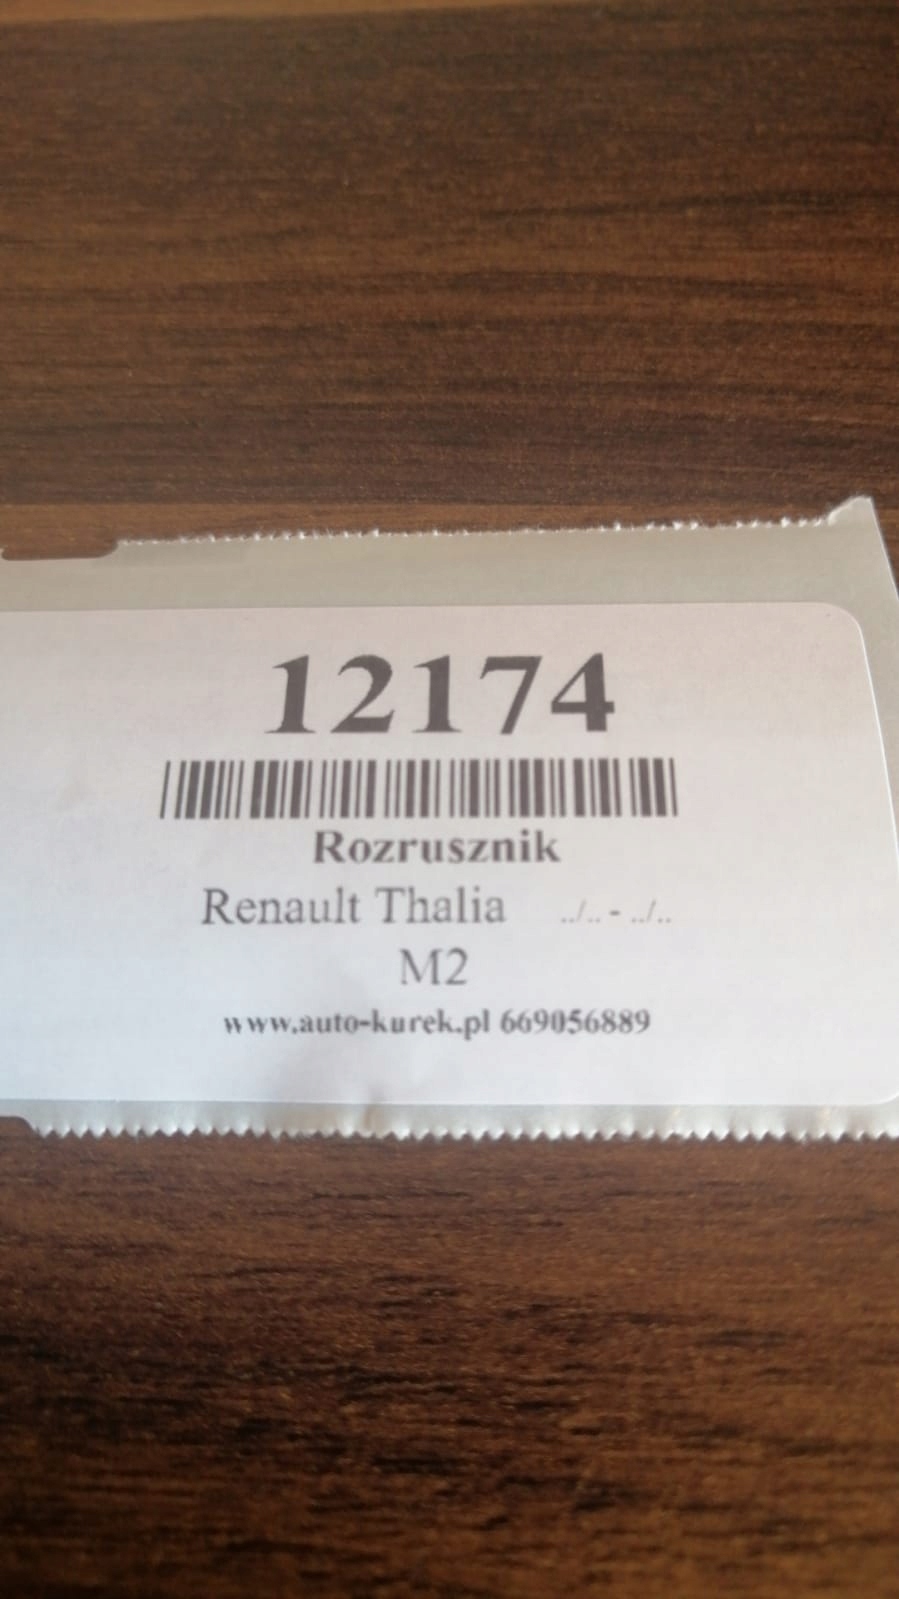 12174
Rozrusznik
Renault Thalia ../.. - ../..
M2
www.auto-kurek.pl 669056889